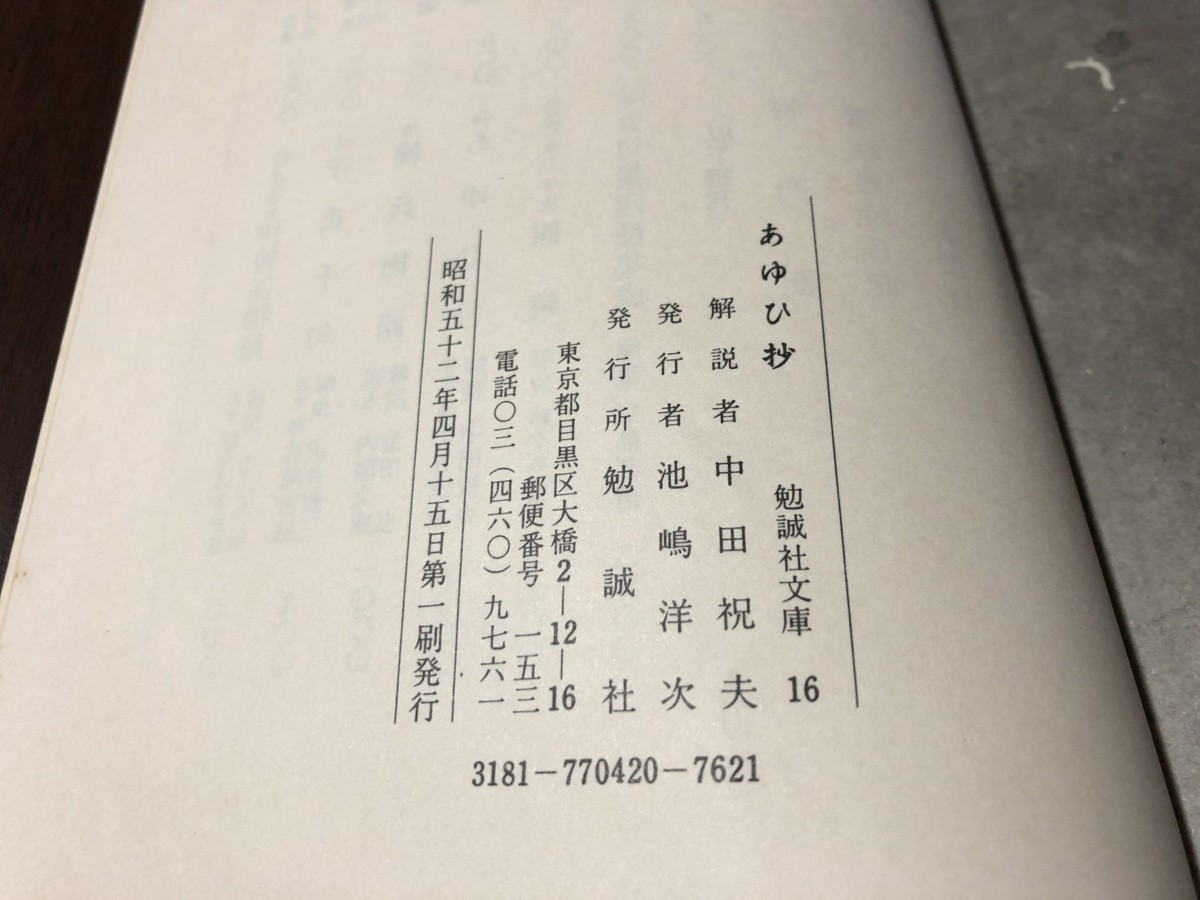 あゆひ抄
勉誠社文庫 16
解説者 中田祝夫
発行者 池嶋洋次
発行所 勉誠社
東京都目黒区大橋2—12—16
郵便番号 一五三
電話〇三(四六〇)九七六一
昭和五十二年四月十五日第一刷発行
3181－770420－7621